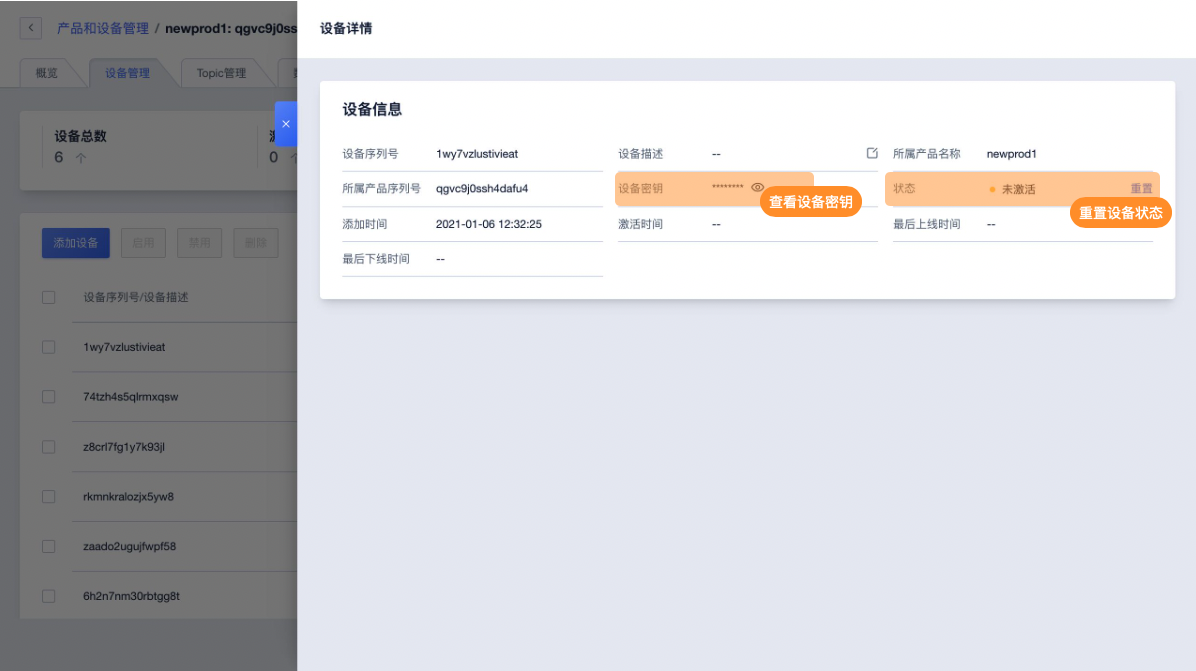 产品和设备管理 / newprod1: qgvc9j0ss
概览
设备管理
Topic管理
设备总数
6
0
添加设备
启用
禁用
删除
设备序列号/设备描述
1wy7vzlustivieat
74tzh4s5qlrmxqsw
z8crl7fg1y7k93jl
rkmnkralozjx5yw8
zaado2ugujfwpf58
6h2n7nm30rbtgg8t
设备详情
设备信息
设备序列号 1wy7vzlustivieat 设备描述 -- 所属产品名称 newprod1
所属产品序列号 qgvc9j0ssh4dafu4 设备密钥 ******** 状态 未激活 重置
查看设备密钥
重置设备状态
添加时间 2021-01-06 12:32:25 激活时间 -- 最后上线时间 --
最后下线时间 --